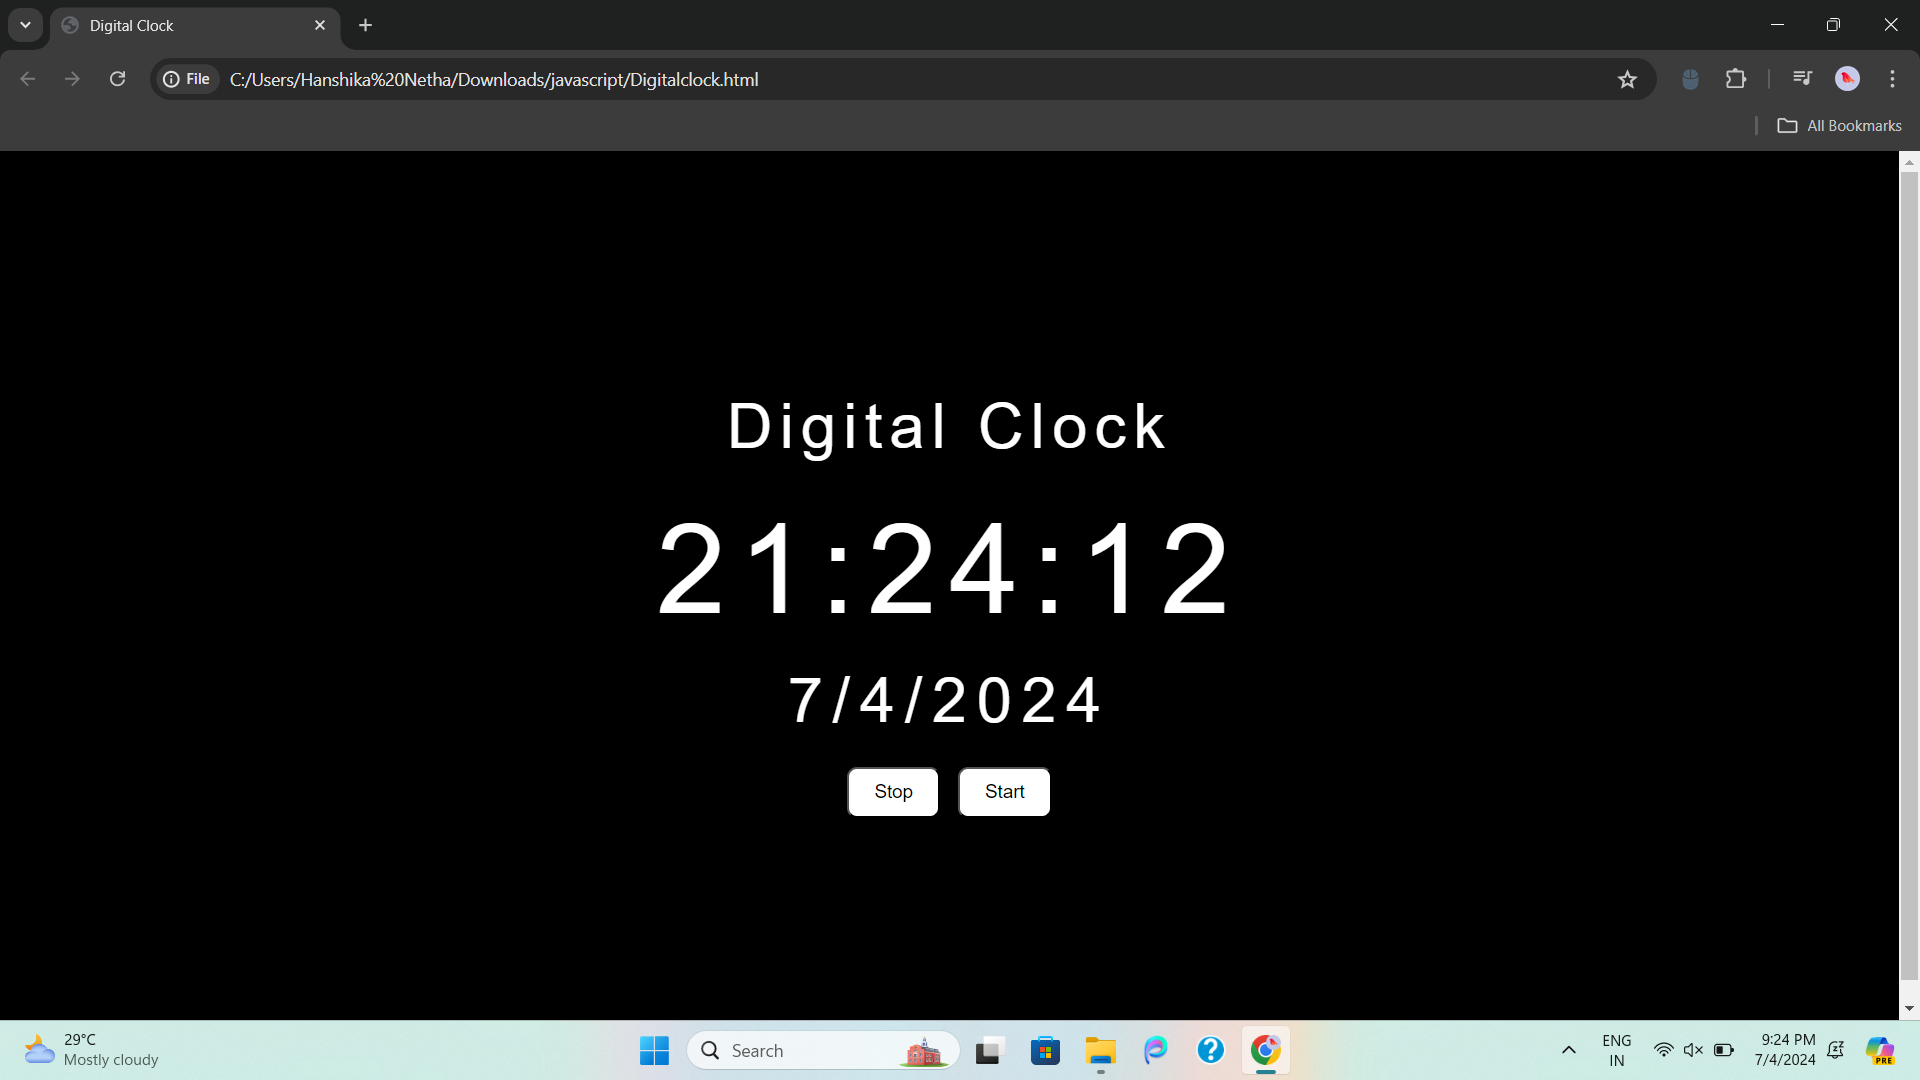 Digital Clock
File
C:/Users/Hanshika%20Netha/Downloads/javascript/Digitalclock.html
All Bookmarks
Digital Clock
21:24:12
7/4/2024
Stop
Start
29°C
Mostly cloudy
Search
ENG
IN
9:24 PM
7/4/2024
PRE